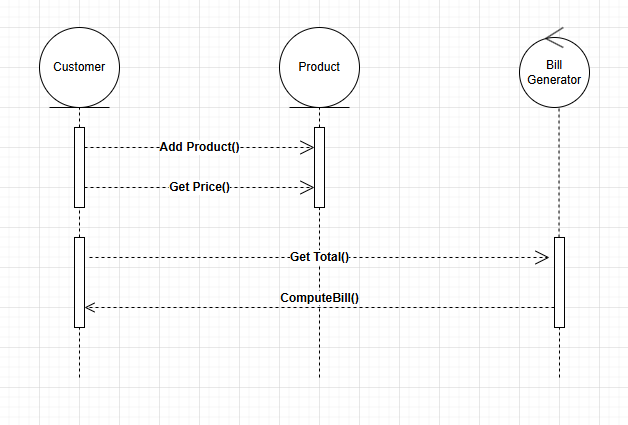 Customer
Product
Bill
Generator
Add Product()
Get Price()
Get Total()
ComputeBill()